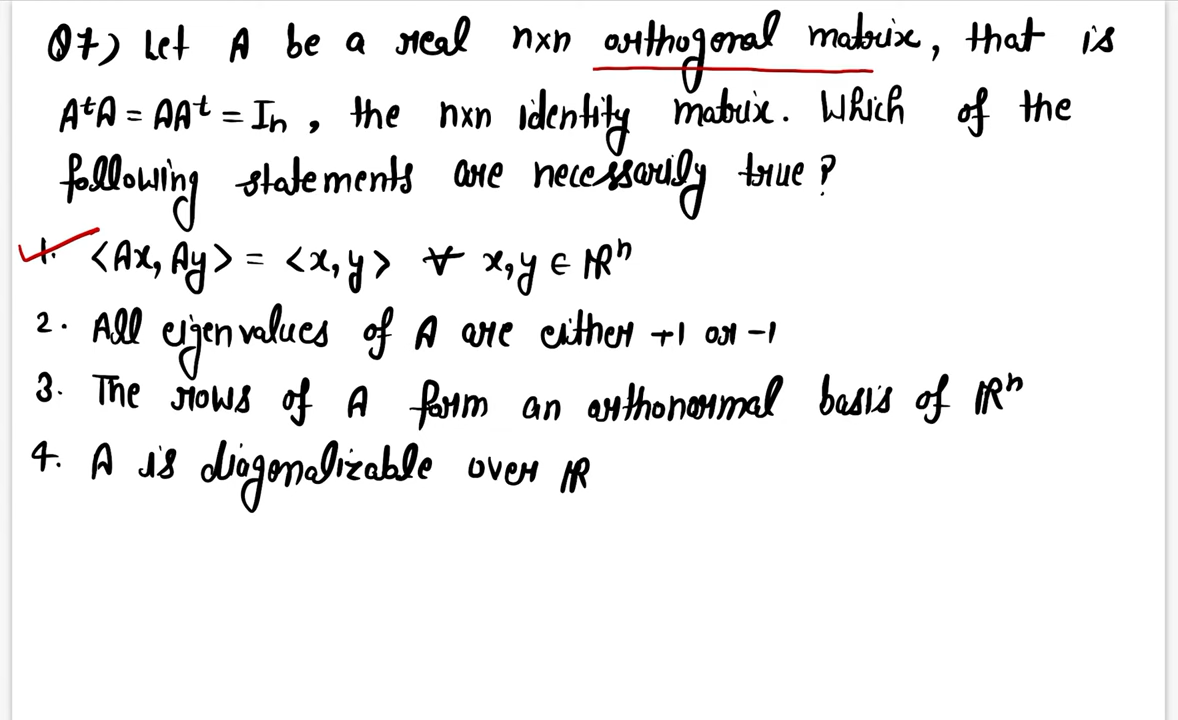 Q7) Let A be a real nxn orthogonal matrix, that is
AᵗA = AAᵗ = Iₙ, the nxn identity matrix. Which of the
following statements are necessarily true?
1. <Ax, Ay> = <x, y> ∀ x,y ∈ ℝⁿ
2. All eigenvalues of A are either +1 or -1
3. The rows of A form an orthonormal basis of ℝⁿ
4. A is diagonalizable over ℝ